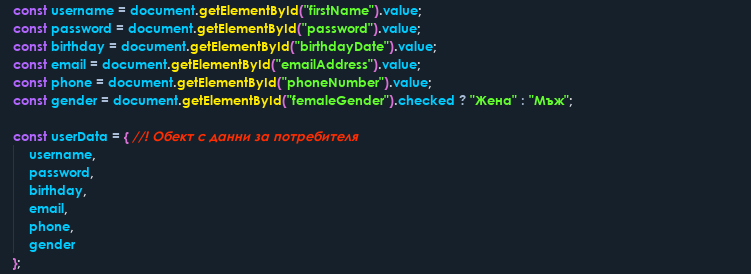 const username = document.getElementById("firstName").value;
const password = document.getElementById("password").value;
const birthday = document.getElementById("birthdayDate").value;
const email = document.getElementById("emailAddress").value;
const phone = document.getElementById("phoneNumber").value;
const gender = document.getElementById("femaleGender").checked ? "Жена" : "Мъж";
const userData = { //! Обект с данни за потребителя
username,
password,
birthday,
email,
phone,
gender
};